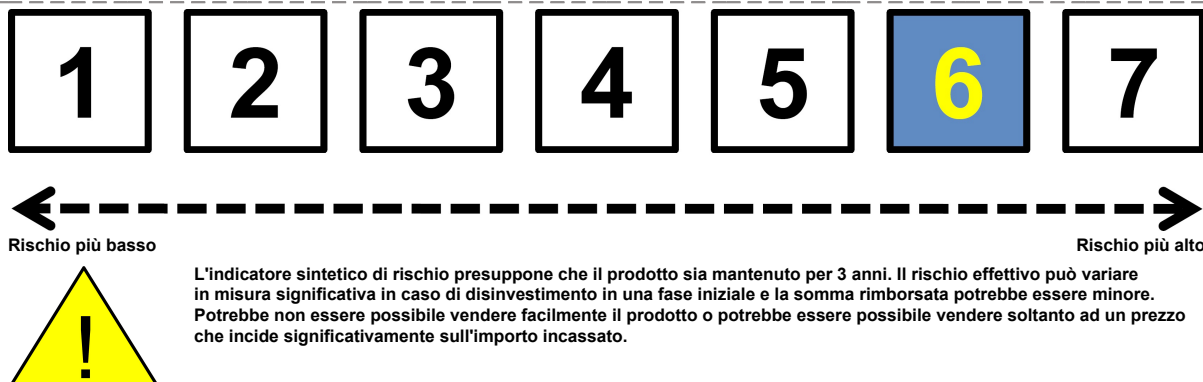 1 2 3 4 5 6 7
Rischio più basso Rischio più alto
L'indicatore sintetico di rischio presuppone che il prodotto sia mantenuto per 3 anni. Il rischio effettivo può variare
in misura significativa in caso di disinvestimento in una fase iniziale e la somma rimborsata potrebbe essere minore.
Potrebbe non essere possibile vendere facilmente il prodotto o potrebbe essere possibile vendere soltanto ad un prezzo
che incide significativamente sull'importo incassato.
!